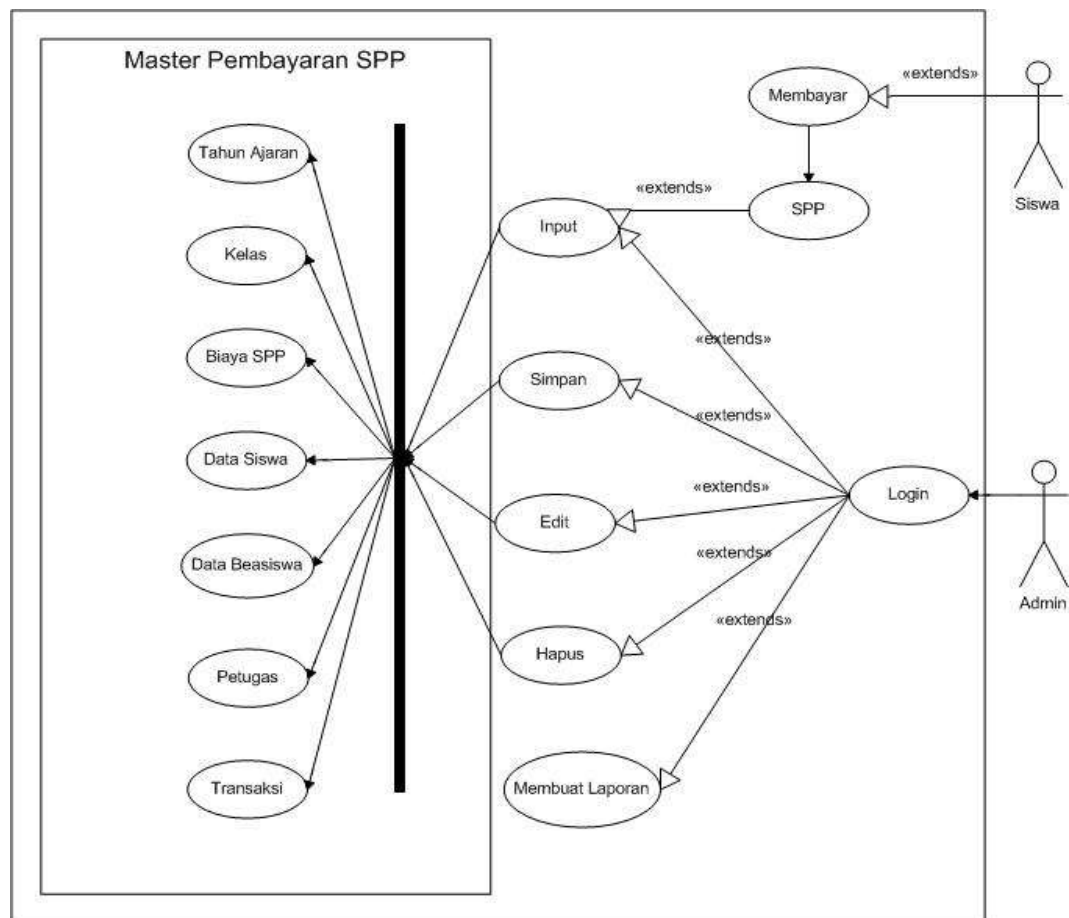 Master Pembayaran SPP
«extends»
Membayar
Siswa
Tahun Ajaran
«extends»
SPP
Input
Kelas
«extends»
Biaya SPP
Simpan
«extends»
Data Siswa
«extends»
Login
Edit
«extends»
Data Beasiswa
Admin
«extends»
Hapus
Petugas
Transaksi
Membuat Laporan